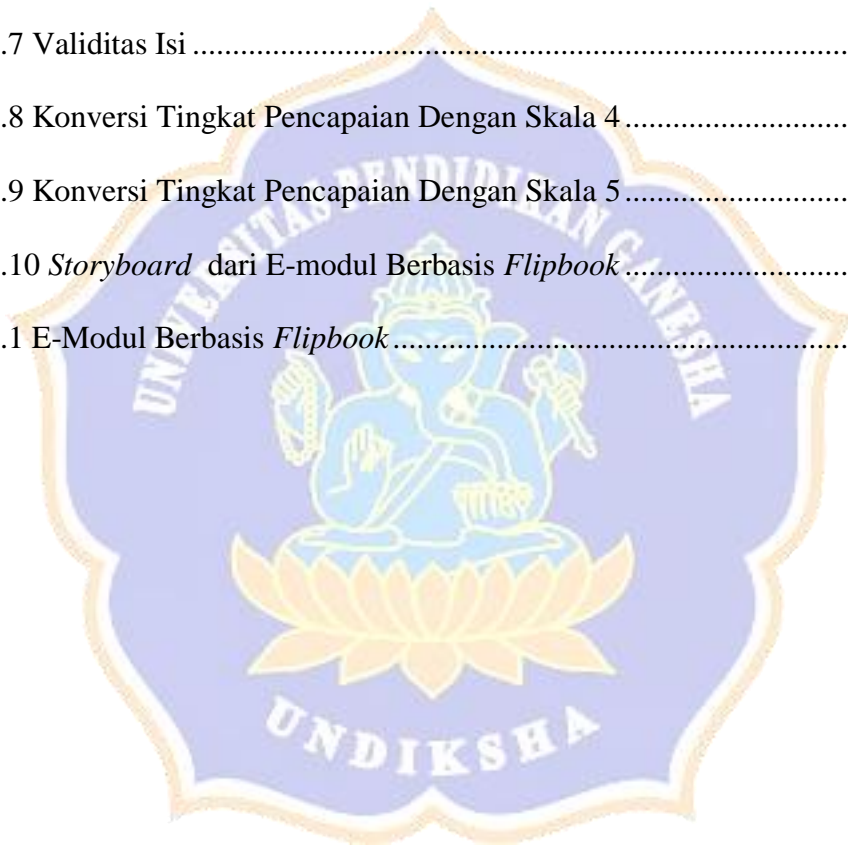 .7 Validitas Isi ..................................................................................
.8 Konversi Tingkat Pencapaian Dengan Skala 4 ............................
.9 Konversi Tingkat Pencapaian Dengan Skala 5 ............................
.10 Storyboard dari E-modul Berbasis Flipbook ............................
.1 E-Modul Berbasis Flipbook .........................................................
UNIVERSITAS PENDIDIKAN GANESHA
UNDIKSHA